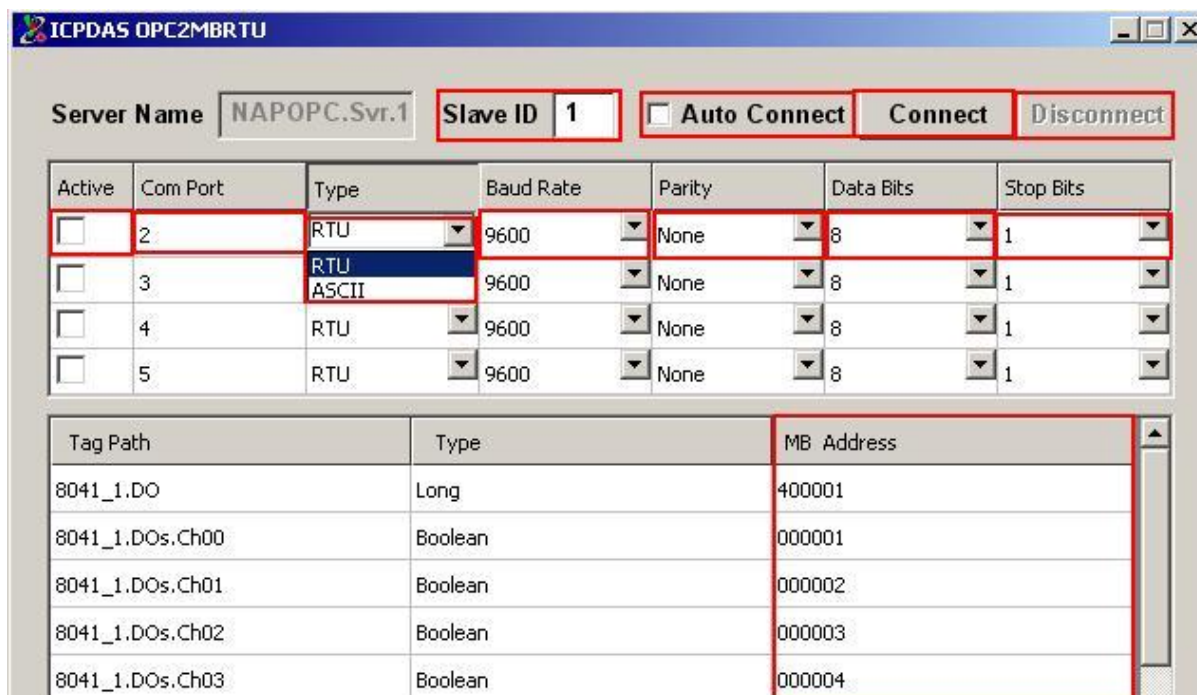 ICPDAS OPC2MBRTU
Server Name NAPOPC.Svr.1 Slave ID 1 Auto Connect Connect Disconnect
Active Com Port Type Baud Rate Parity Data Bits Stop Bits
2 RTU 9600 None 8 1
RTU
3 9600 None 8 1
ASCII
4 RTU 9600 None 8 1
5 RTU 9600 None 8 1
Tag Path Type MB Address
8041_1.DO Long 400001
8041_1.DOs.Ch00 Boolean 000001
8041_1.DOs.Ch01 Boolean 000002
8041_1.DOs.Ch02 Boolean 000003
8041_1.DOs.Ch03 Boolean 000004